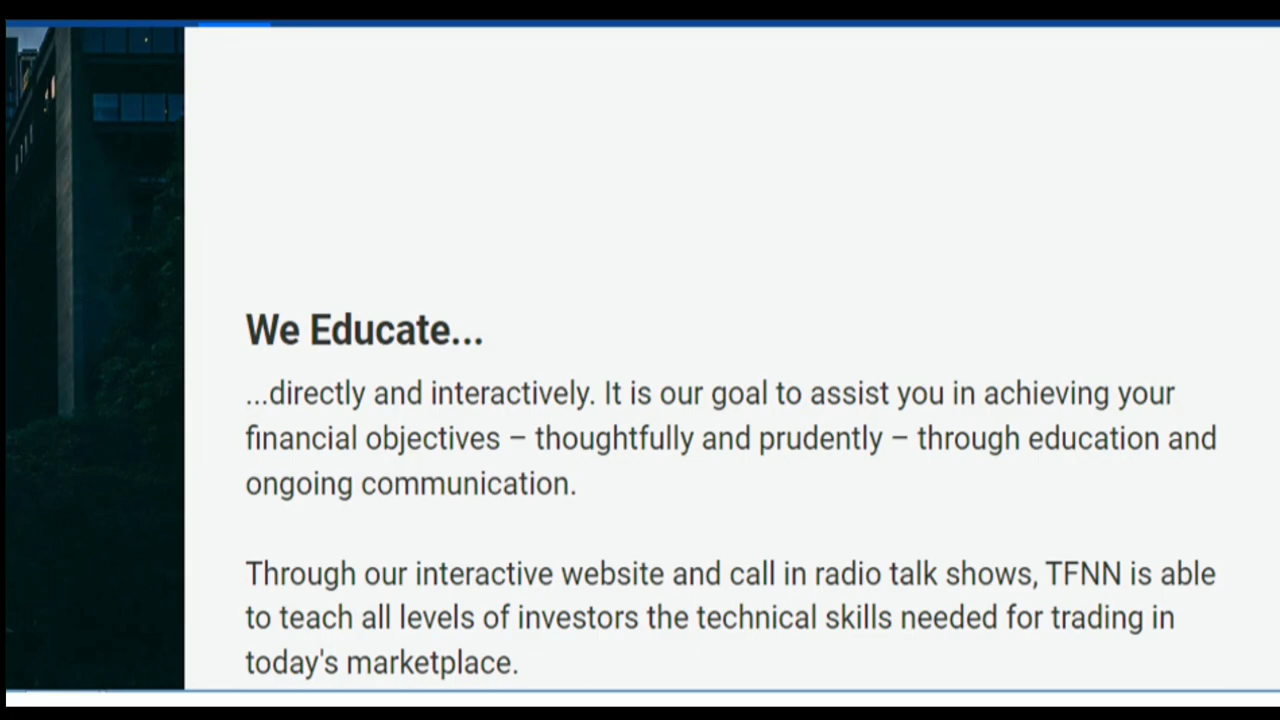 We Educate...
...directly and interactively. It is our goal to assist you in achieving your
financial objectives – thoughtfully and prudently – through education and
ongoing communication.
Through our interactive website and call in radio talk shows, TFNN is able
to teach all levels of investors the technical skills needed for trading in
today's marketplace.